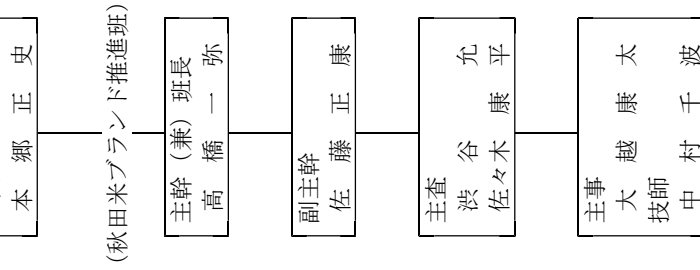 本郷正史
(秋田米ブランド推進班)
主幹（兼）班長
高橋一弥
副主幹
佐藤正康
主査
渋谷允
佐々木康平
主事
大越康太
技師
中村千波